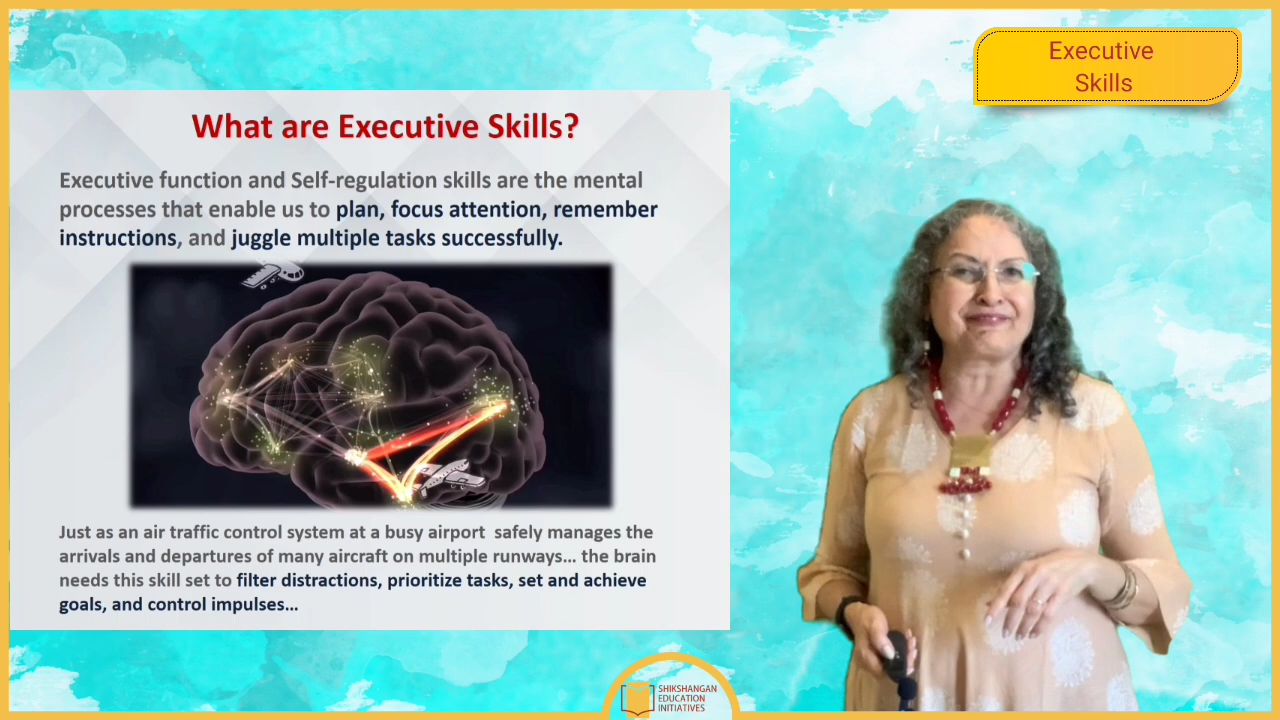 Executive
Skills
What are Executive Skills?
Executive function and Self-regulation skills are the mental
processes that enable us to plan, focus attention, remember
instructions, and juggle multiple tasks successfully.
Just as an air traffic control system at a busy airport safely manages the
arrivals and departures of many aircraft on multiple runways... the brain
needs this skill set to filter distractions, prioritize tasks, set and achieve
goals, and control impulses...
SHIKSHANGAN
EDUCATION
INITIATIVES